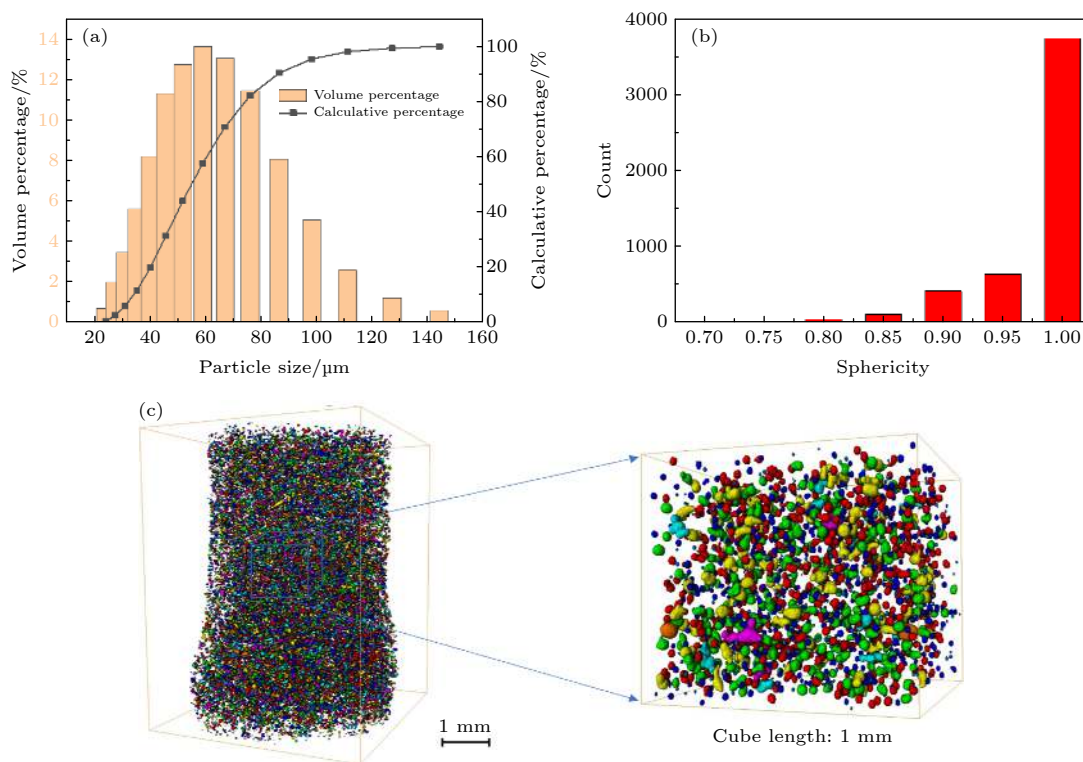 (a)
Volume percentage/%
14
12
10
8
6
4
2
0
Volume percentage
Calculative percentage
100
80
60
40
20
0
Calculative percentage/%
20 40 60 80 100 120 140 160
Particle size/µm
(b)
Count
4000
3000
2000
1000
0
0.70 0.75 0.80 0.85 0.90 0.95 1.00
Sphericity
(c)
1 mm
Cube length: 1 mm